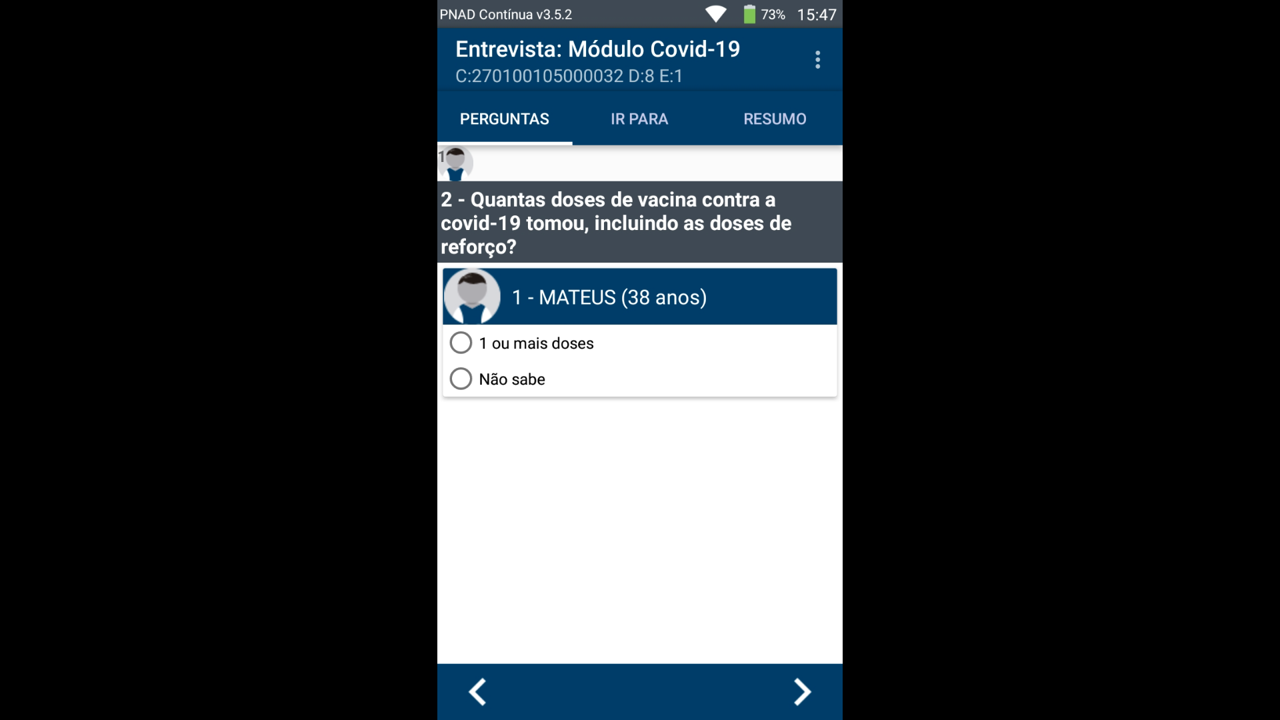 PNAD Contínua v3.5.2 73% 15:47
Entrevista: Módulo Covid-19
C:270100105000032 D:8 E:1
PERGUNTAS IR PARA RESUMO
1
2 - Quantas doses de vacina contra a
covid-19 tomou, incluindo as doses de
reforço?
1 - MATEUS (38 anos)
1 ou mais doses
Não sabe